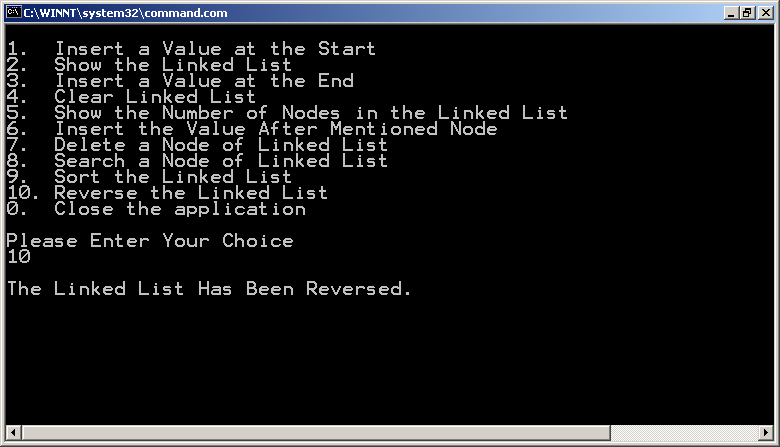 C:\WINNT\system32\command.com
1. Insert a Value at the Start
2. Show the Linked List
3. Insert a Value at the End
4. Clear Linked List
5. Show the Number of Nodes in the Linked List
6. Insert the Value After Mentioned Node
7. Delete a Node of Linked List
8. Search a Node of Linked List
9. Sort the Linked List
10. Reverse the Linked List
0. Close the application
Please Enter Your Choice
10
The Linked List Has Been Reversed.